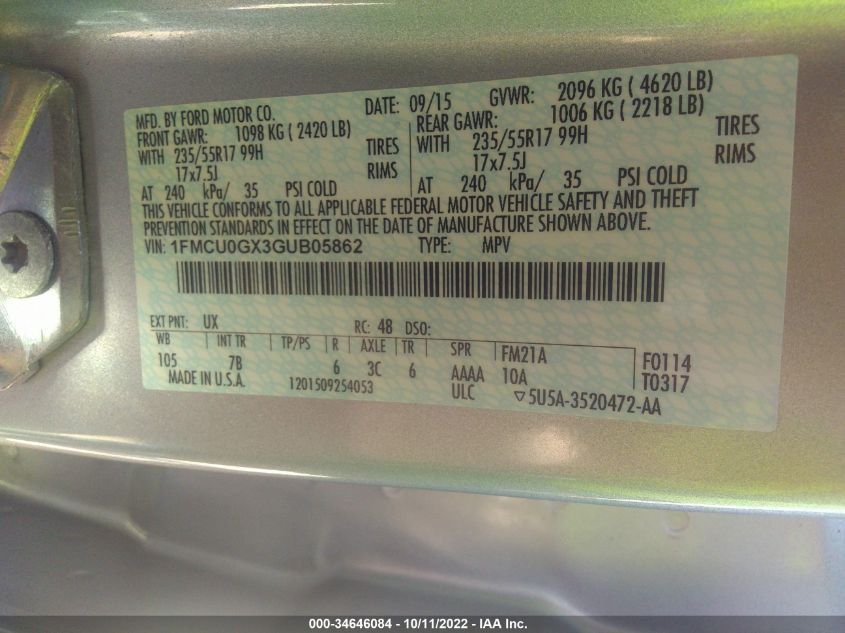 MFD. BY FORD MOTOR CO. DATE: 09/15 GVWR: 2096 KG ( 4620 LB)
FRONT GAWR: 1098 KG ( 2420 LB) REAR GAWR: 1006 KG ( 2218 LB)
WITH 235/55R17 99H TIRES WITH 235/55R17 99H TIRES
17x7.5J RIMS 17x7.5J RIMS
AT 240 kPa/ 35 PSI COLD AT 240 kPa/ 35 PSI COLD
THIS VEHICLE CONFORMS TO ALL APPLICABLE FEDERAL MOTOR VEHICLE SAFETY AND THEFT
PREVENTION STANDARDS IN EFFECT ON THE DATE OF MANUFACTURE SHOWN ABOVE.
VIN: 1FMCU0GX3GUB05862 TYPE: MPV
EXT PNT: UX RC: 48 DSO:
WB INT TR TP/PS R AXLE TR SPR FM21A F0114
105 7B 6 3C 6 AAAA 10A T0317
MADE IN U.S.A. 1201509254053 ULC ▽5U5A-3520472-AA
000-34646084 - 10/11/2022 - IAA Inc.